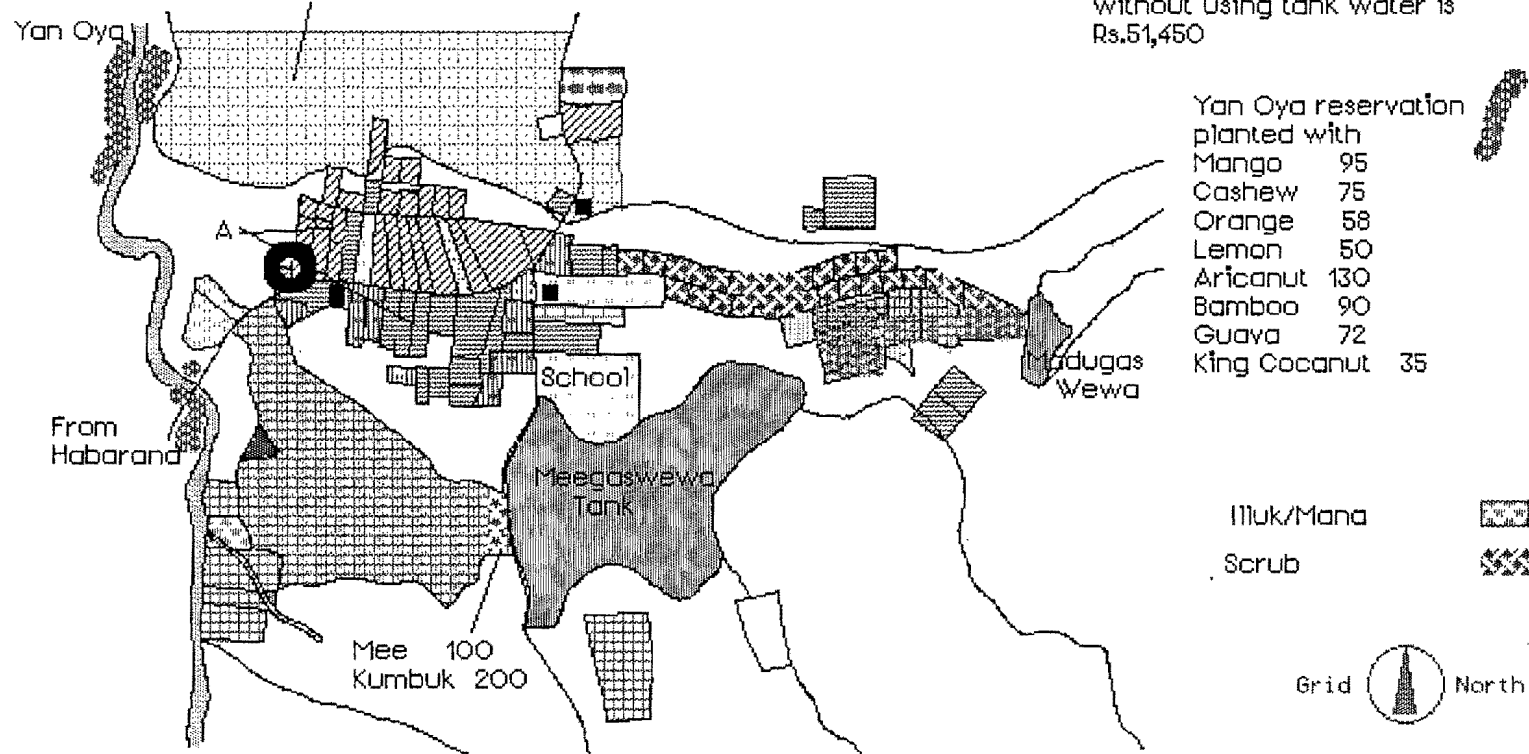 without using tank water is
Rs.51,450
Yan Oya
Yan Oya reservation
planted with
Mango 95
Cashew 75
Orange 58
Lemon 50
Aricanut 130
Bamboo 90
Guava 72
King Cocanut 35
A
Madugas
Wewa
School
From
Habarana
Meegaswewa
Tank
Illuk/Mana
Scrub
Mee 100
Kumbuk 200
Grid North